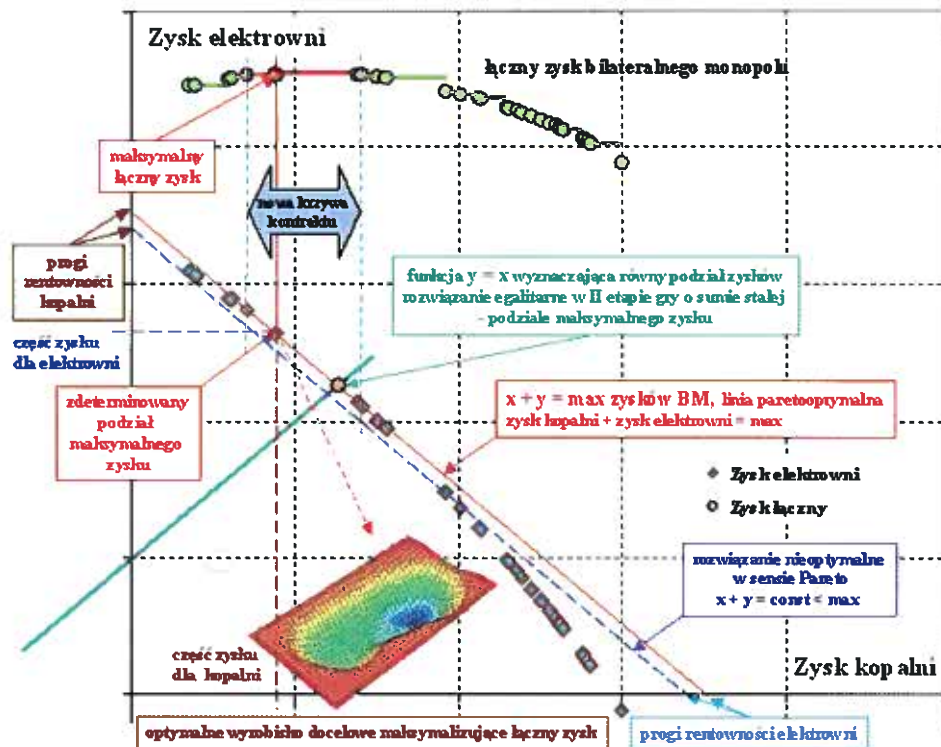 Zysk elektrowni
łączny zysk bilateralnego monopolu
maksymalny
łączny zysk
nowa krzywa
kontraktu
progi
rentowności
kopalni
funkcja y = x wyznaczająca równy podział zysków
rozwiązanie egalitarne w II etapie gry o sumie stałej
- podziale maksymalnego zysku
część zysku
dla elektrowni
zdeterminowany
podział
maksymalnego
zysku
x + y = max zysków BM, linia paretooptymalna
zysk kopalni + zysk elektrowni = max
Zysk elektrowni
Zysk łączny
rozwiązanie nieoptymalne
w sensie Pareto
x + y = const < max
część zysku
dla kopalni
Zysk kopalni
optymalne wyrobisko docelowe maksymalizujące łączny zysk
progi rentowności elektrowni